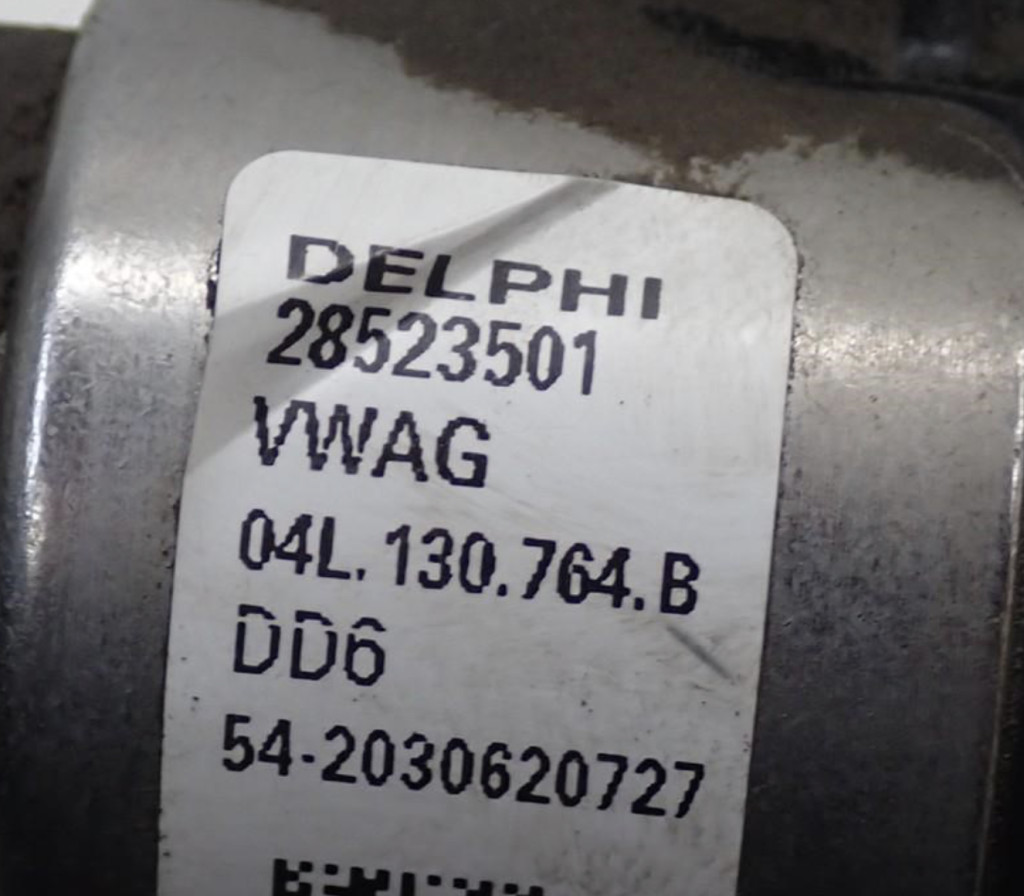 DELPHI
28523501
VWAG
04L.130.764.B
DD6
54-2030620727